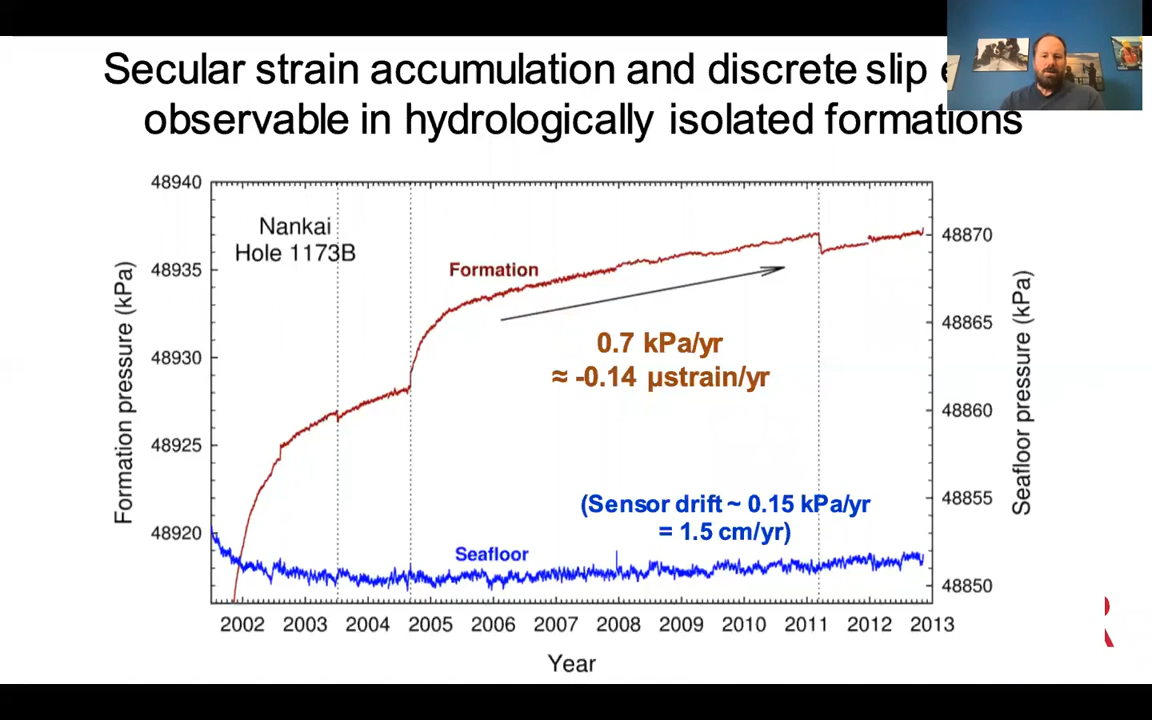 Secular strain accumulation and discrete slip
observable in hydrologically isolated formations
Nankai
Hole 1173B
Formation
0.7 kPa/yr
≈ -0.14 µstrain/yr
(Sensor drift ~ 0.15 kPa/yr
= 1.5 cm/yr)
Seafloor
Formation pressure (kPa)
48940
48935
48930
48925
48920
Seafloor pressure (kPa)
48870
48865
48860
48855
48850
2002 2003 2004 2005 2006 2007 2008 2009 2010 2011 2012 2013
Year